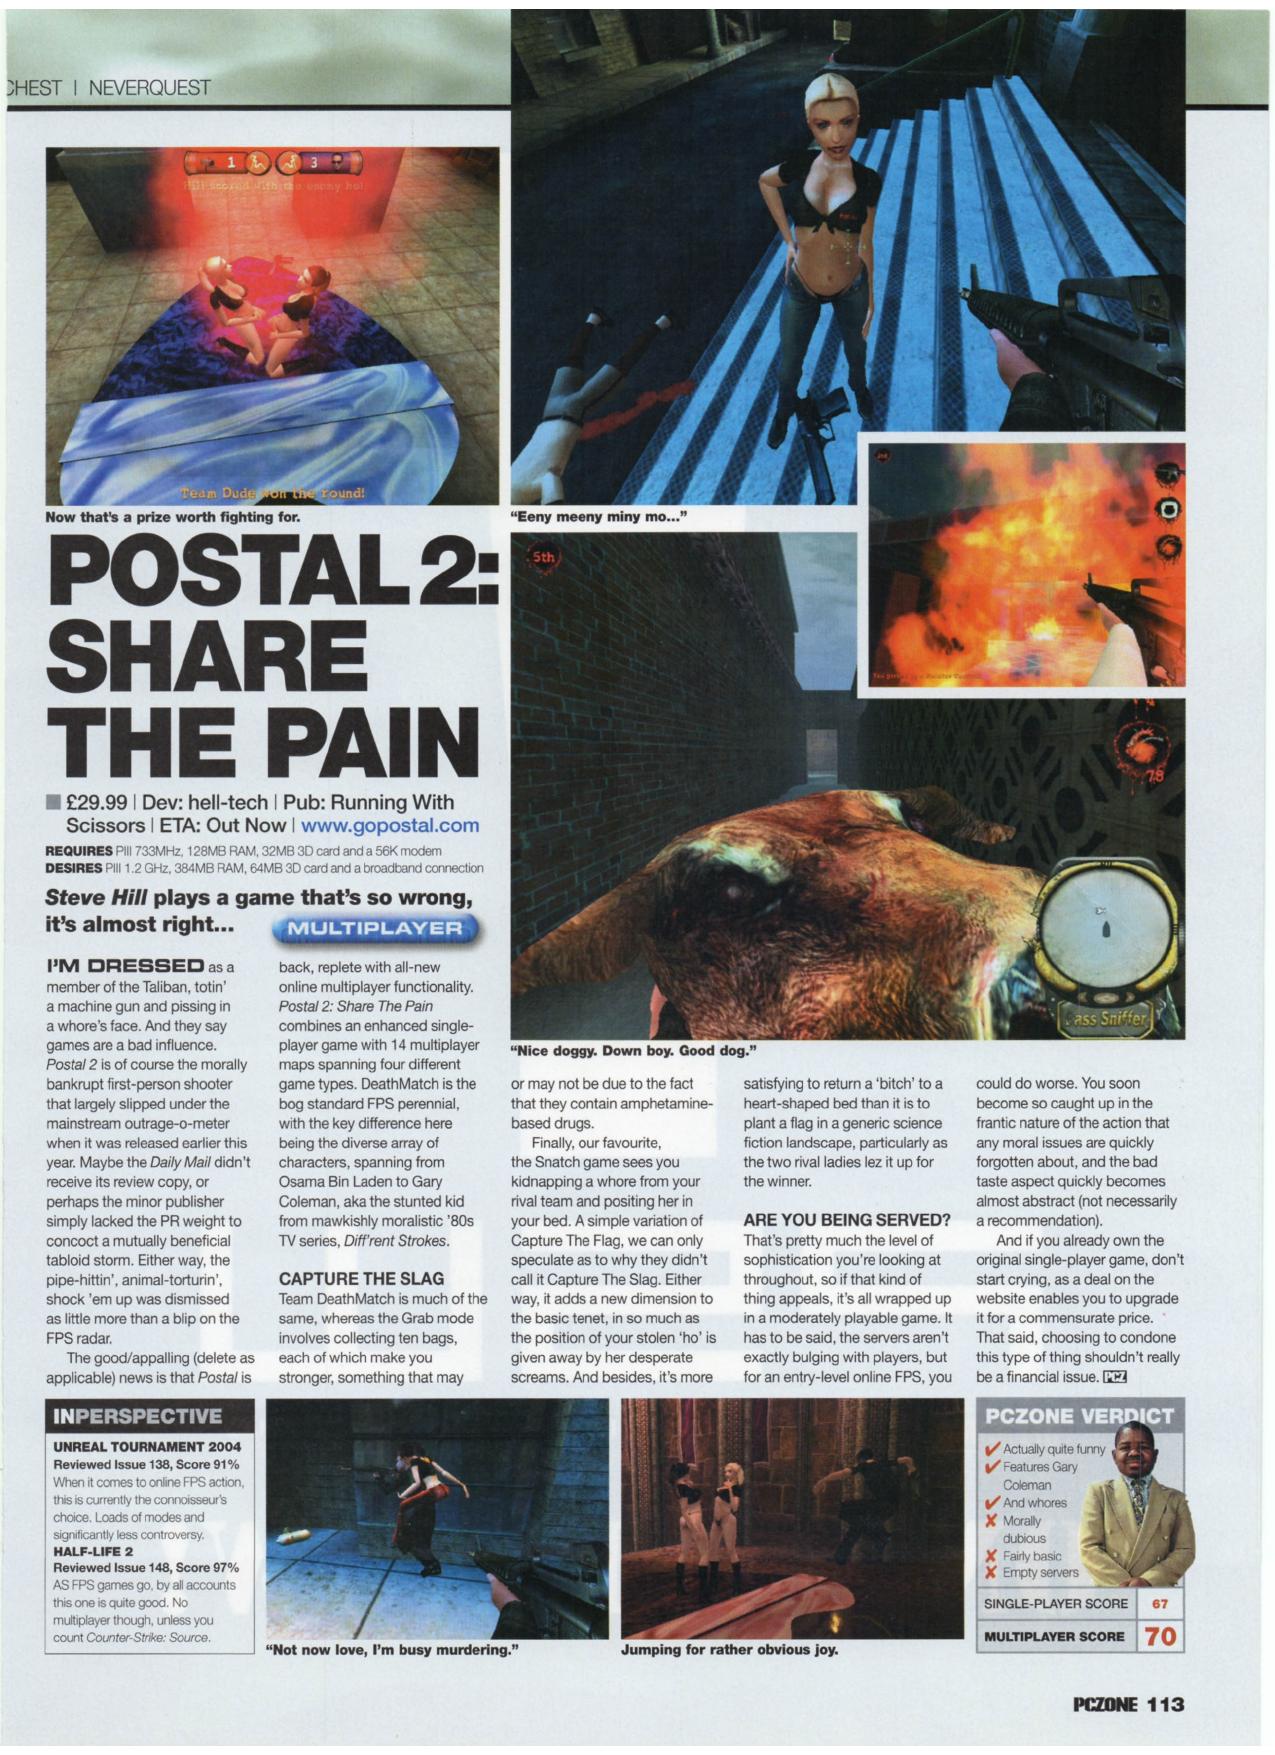 CHEST | NEVERQUEST
1 3
Hill scored with the enemy ho!
Team Dude won the round!
Now that's a prize worth fighting for.
"Eeny meeny miny mo..."
POSTAL 2:
SHARE
THE PAIN
£29.99 | Dev: hell-tech | Pub: Running With
Scissors | ETA: Out Now | www.gopostal.com
REQUIRES PIII 733MHz, 128MB RAM, 32MB 3D card and a 56K modem
DESIRES PIII 1.2 GHz, 384MB RAM, 64MB 3D card and a broadband connection
Steve Hill plays a game that's so wrong,
it's almost right...
MULTIPLAYER
5th
78
ass Sniffer
"Nice doggy. Down boy. Good dog."
I'M DRESSED as a
member of the Taliban, totin'
a machine gun and pissing in
a whore's face. And they say
games are a bad influence.
Postal 2 is of course the morally
bankrupt first-person shooter
that largely slipped under the
mainstream outrage-o-meter
when it was released earlier this
year. Maybe the Daily Mail didn't
receive its review copy, or
perhaps the minor publisher
simply lacked the PR weight to
concoct a mutually beneficial
tabloid storm. Either way, the
pipe-hittin', animal-torturin',
shock 'em up was dismissed
as little more than a blip on the
FPS radar.
The good/appalling (delete as
applicable) news is that Postal is
back, replete with all-new
online multiplayer functionality.
Postal 2: Share The Pain
combines an enhanced single-
player game with 14 multiplayer
maps spanning four different
game types. DeathMatch is the
bog standard FPS perennial,
with the key difference here
being the diverse array of
characters, spanning from
Osama Bin Laden to Gary
Coleman, aka the stunted kid
from mawkishly moralistic '80s
TV series, Diff'rent Strokes.
CAPTURE THE SLAG
Team DeathMatch is much of the
same, whereas the Grab mode
involves collecting ten bags,
each of which make you
stronger, something that may
or may not be due to the fact
that they contain amphetamine-
based drugs.
Finally, our favourite,
the Snatch game sees you
kidnapping a whore from your
rival team and positing her in
your bed. A simple variation of
Capture The Flag, we can only
speculate as to why they didn't
call it Capture The Slag. Either
way, it adds a new dimension to
the basic tenet, in so much as
the position of your stolen 'ho' is
given away by her desperate
screams. And besides, it's more
satisfying to return a 'bitch' to a
heart-shaped bed than it is to
plant a flag in a generic science
fiction landscape, particularly as
the two rival ladies lez it up for
the winner.
ARE YOU BEING SERVED?
That's pretty much the level of
sophistication you're looking at
throughout, so if that kind of
thing appeals, it's all wrapped up
in a moderately playable game. It
has to be said, the servers aren't
exactly bulging with players, but
for an entry-level online FPS, you
could do worse. You soon
become so caught up in the
frantic nature of the action that
any moral issues are quickly
forgotten about, and the bad
taste aspect quickly becomes
almost abstract (not necessarily
a recommendation).
And if you already own the
original single-player game, don't
start crying, as a deal on the
website enables you to upgrade
it for a commensurate price.
That said, choosing to condone
this type of thing shouldn't really
be a financial issue. PCZ
INPERSPECTIVE
UNREAL TOURNAMENT 2004
Reviewed Issue 138, Score 91%
When it comes to online FPS action,
this is currently the connoisseur's
choice. Loads of modes and
significantly less controversy.
HALF-LIFE 2
Reviewed Issue 148, Score 97%
AS FPS games go, by all accounts
this one is quite good. No
multiplayer though, unless you
count Counter-Strike: Source.
"Not now love, I'm busy murdering."
Jumping for rather obvious joy.
PCZONE VERDICT
Actually quite funny
Features Gary
Coleman
And whores
Morally
dubious
Fairly basic
Empty servers
SINGLE-PLAYER SCORE 67
MULTIPLAYER SCORE 70
PCZONE 113